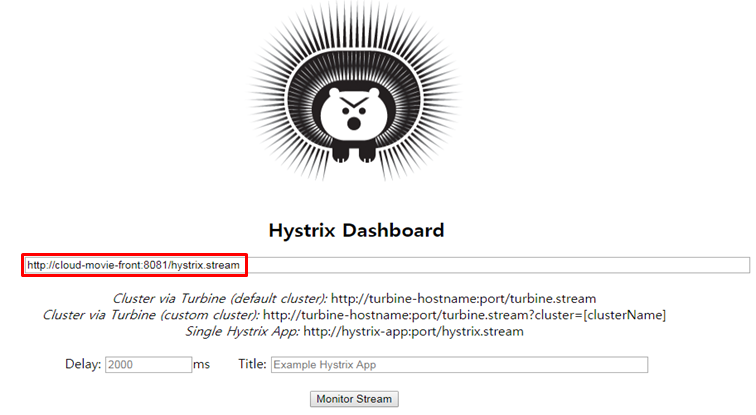 Hystrix Dashboard
http://cloud-movie-front:8081/hystrix.stream
Cluster via Turbine (default cluster): http://turbine-hostname:port/turbine.stream
Cluster via Turbine (custom cluster): http://turbine-hostname:port/turbine.stream?cluster=[clusterName]
Single Hystrix App: http://hystrix-app:port/hystrix.stream
Delay: 2000 ms Title: Example Hystrix App
Monitor Stream